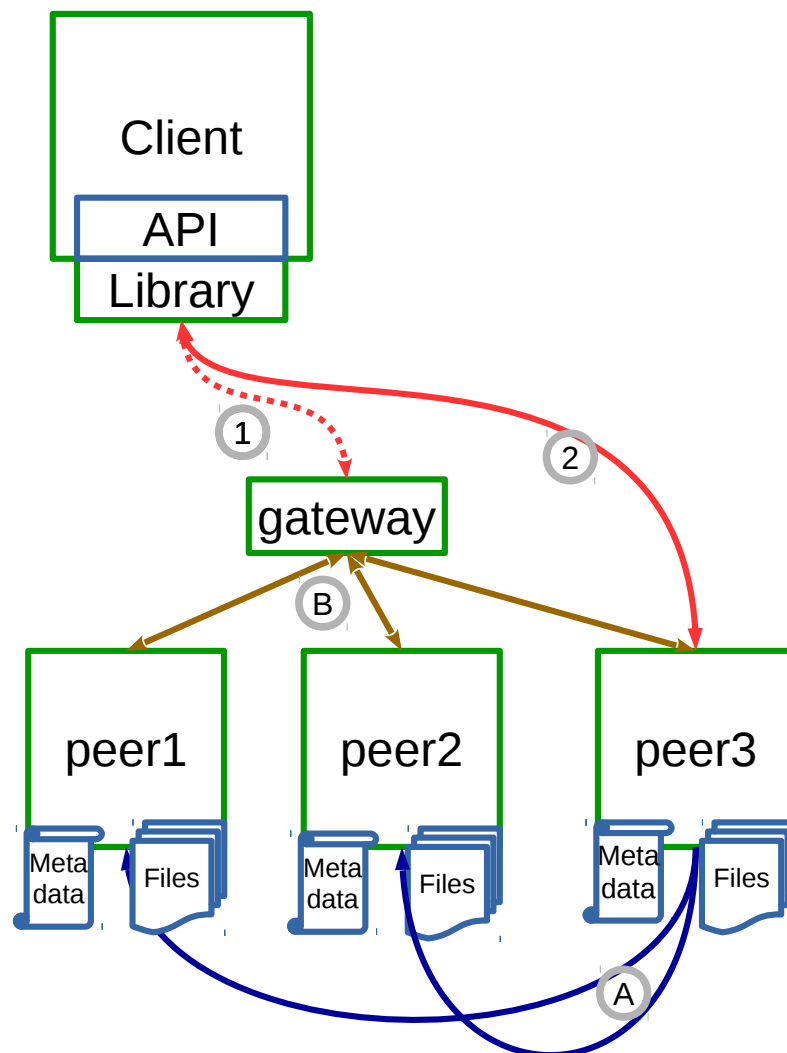 Client
API
Library
1
2
gateway
B
peer1
peer2
peer3
Meta
data
Files
Meta
data
Files
Meta
data
Files
A